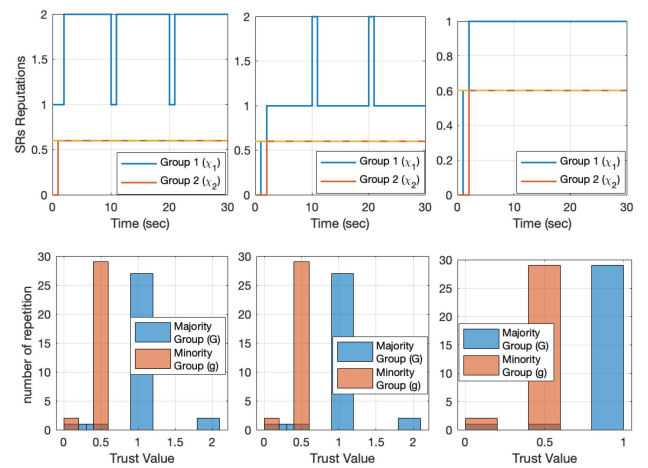 SRs Reputations
2
1
0.5
0
0 10 20 30
Time (sec)
Group 1 (χ1)
Group 2 (χ2)
2
1
0.5
0
0 10 20 30
Time (sec)
Group 1 (χ1)
Group 2 (χ2)
1
0.8
0.6
0.4
0.2
0
0 10 20 30
Time (sec)
Group 1 (χ1)
Group 2 (χ2)
number of repetition
30
25
20
15
10
5
0
0 0.5 1 1.5 2
Trust Value
Majority
Group (G)
Minority
Group (g)
30
25
20
15
10
5
0
0 0.5 1 1.5 2
Trust Value
Majority
Group (G)
Minority
Group (g)
30
25
20
15
10
5
0
0 0.5 1
Trust Value
Majority
Group (G)
Minority
Group (g)